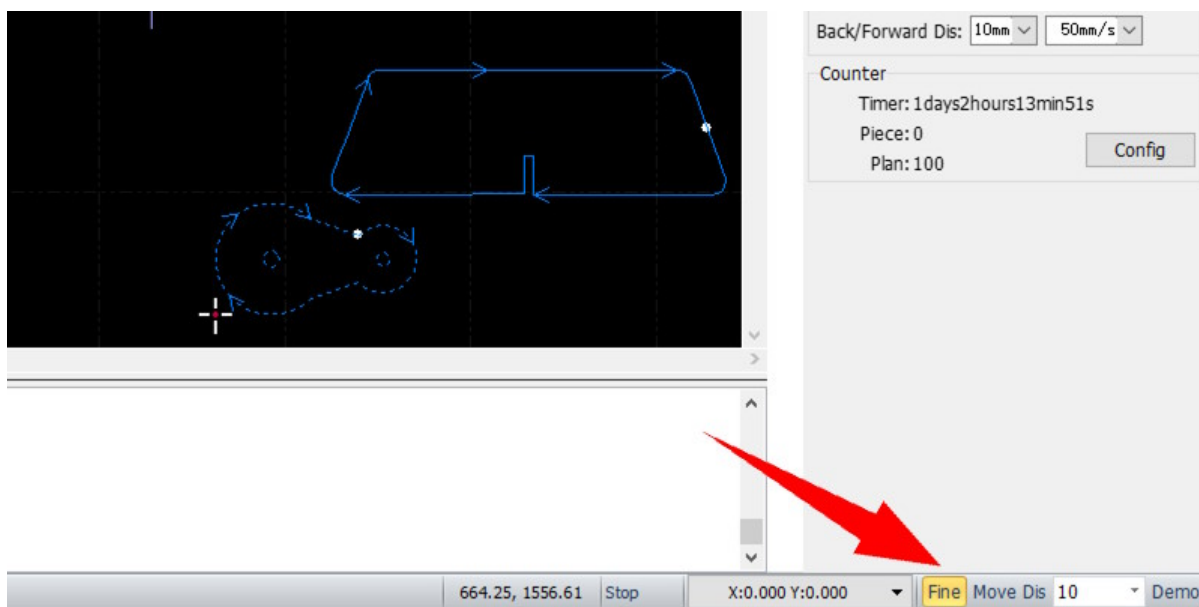 Back/Forward Dis: 10mm 50mm/s
Counter
Timer: 1days2hours13min51s
Piece: 0
Plan: 100
Config
664.25, 1556.61 Stop X:0.000 Y:0.000 Fine Move Dis 10 Demo